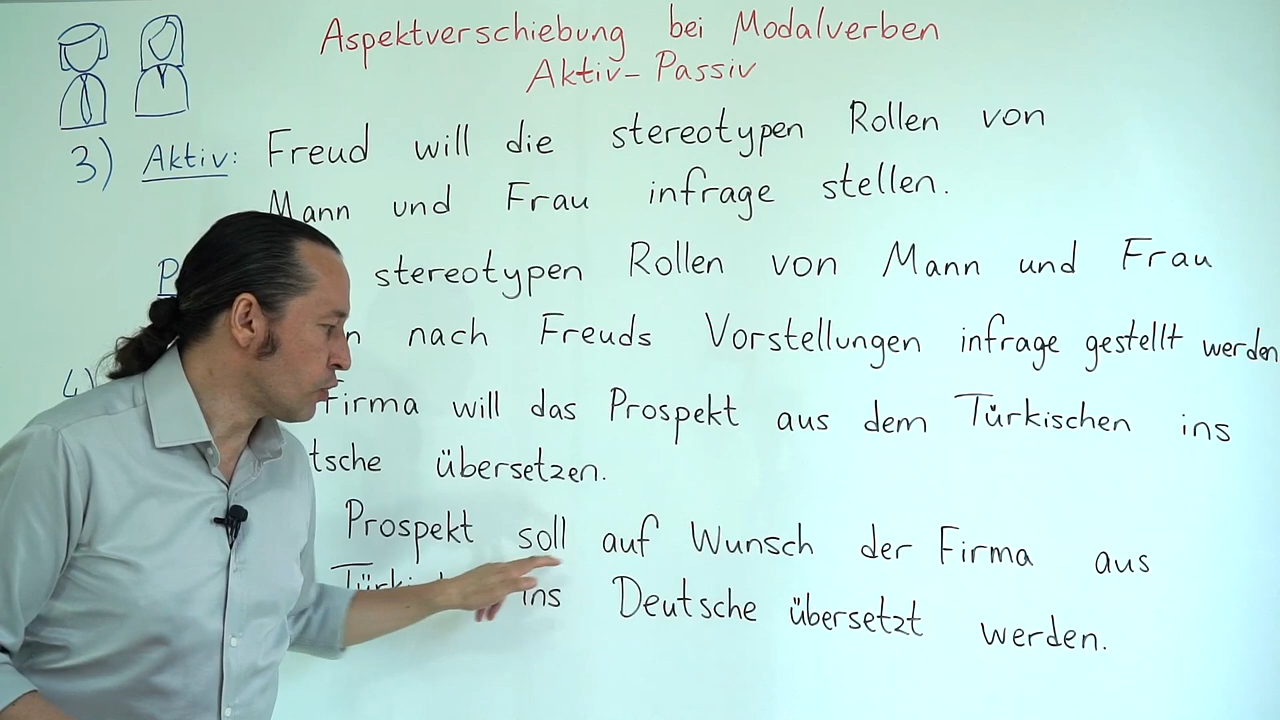 Aspektverschiebung bei Modalverben
Aktiv - Passiv
3) Aktiv: Freud will die stereotypen Rollen von
Mann und Frau infrage stellen.
stereotypen Rollen von Mann und Frau
nach Freuds Vorstellungen infrage gestellt werden
4) Firma will das Prospekt aus dem Türkischen ins
übersetzen.
Prospekt soll auf Wunsch der Firma aus
ins Deutsche übersetzt werden.